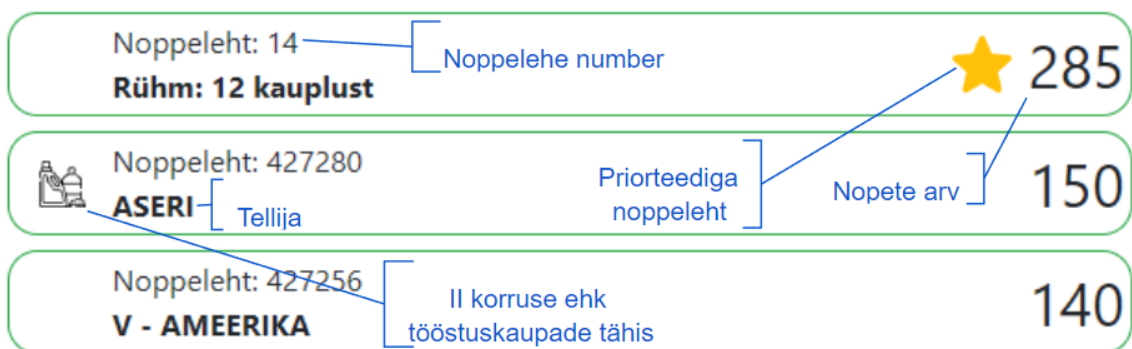 Noppeleht: 14
Noppelehe number
Rühm: 12 kauplust
285
Noppeleht: 427280
ASERI
Tellija
Priorteediga
noppeleht
Nopete arv
150
Noppeleht: 427256
V - AMEERIKA
II korruse ehk
tööstuskaupade tähis
140